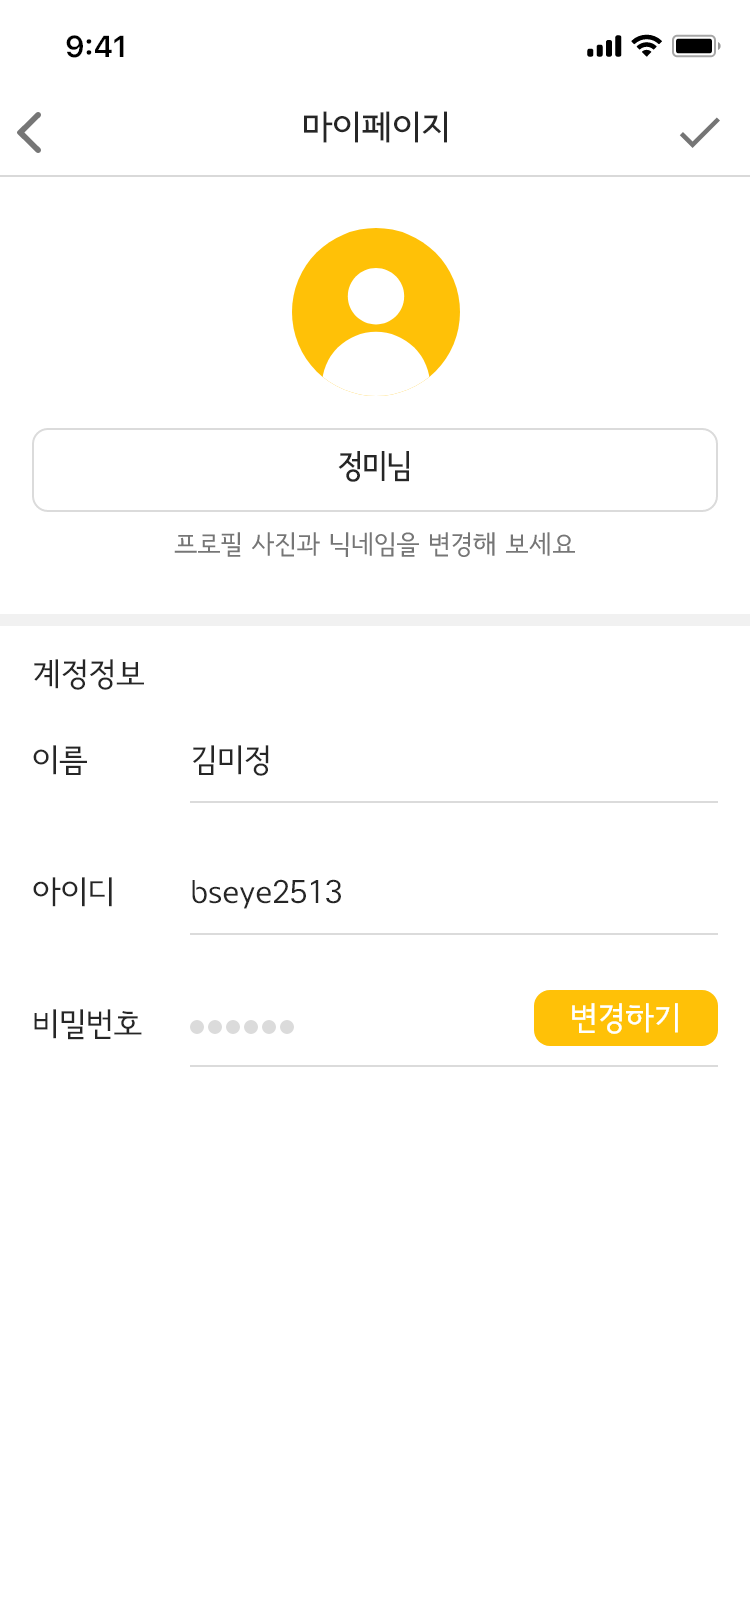 9:41
마이페이지
정미님
프로필 사진과 닉네임을 변경해 보세요
계정정보
이름 김미정
아이디 bseye2513
비밀번호 ●●●●●● 변경하기